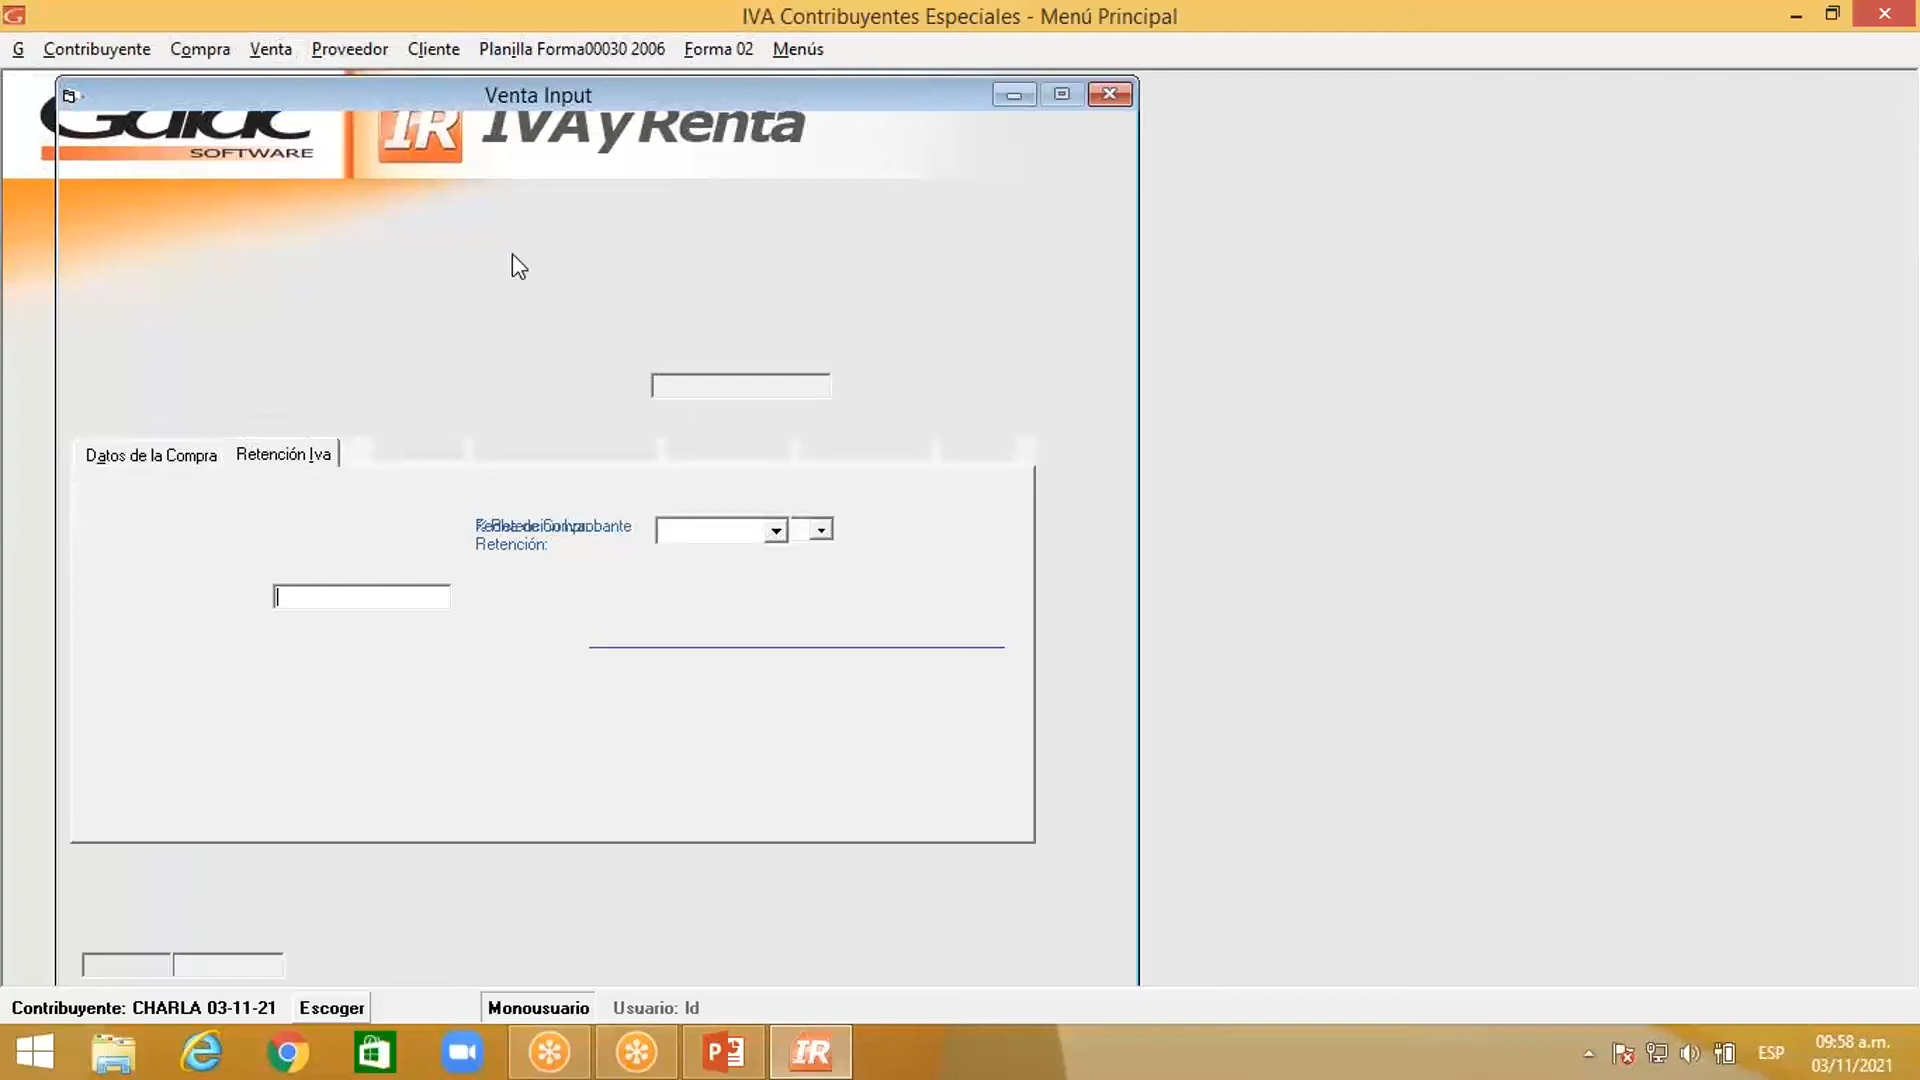 IVA Contribuyentes Especiales - Menú Principal
G Contribuyente Compra Venta Proveedor Cliente Planilla Forma00030 2006 Forma 02 Menús
Venta Input
Galac
SOFTWARE
IR IVA y Renta
Datos de la Compra Retención Iva
Retención:
Contribuyente: CHARLA 03-11-21 Escoger Monousuario Usuario: Id
IR
ESP
09:58 a.m.
03/11/2021